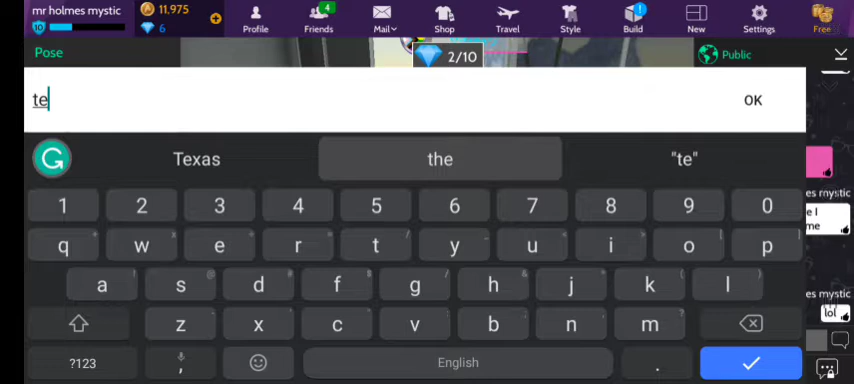 mr holmes mystic
10
11,975
6
Profile
4
Friends
Mail
Shop
Travel
Style
!
Build
New
Settings
Free
Pose
2/10
Public
te
OK
Texas
the
"te"
1 2 3 4 5 6 7 8 9 0
q w e r t y u i o p
a s d f g h j k l
z x c v b n m
?123
,
English
.
es mystic
e I
me
es mystic
lol